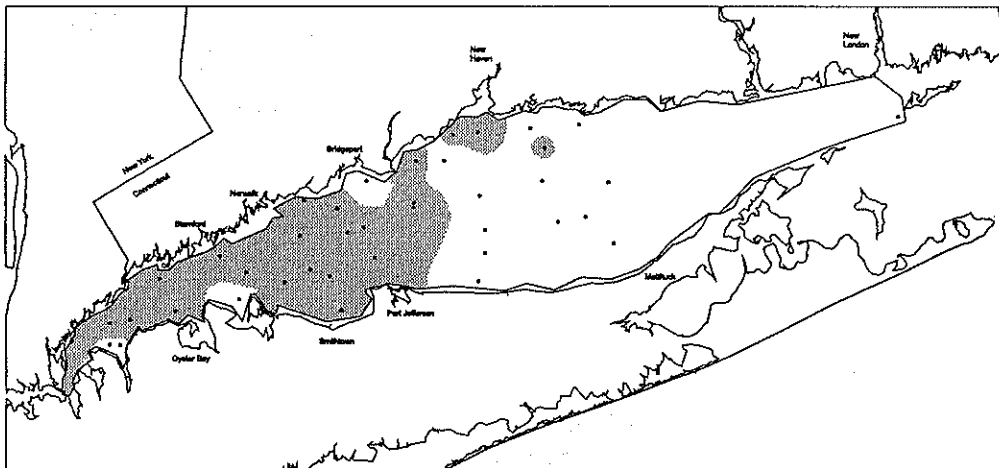 New
Haven
New
London
Bridgeport
New York
Connecticut
Norwalk
Stamford
Mattituck
Port Jefferson
Smithtown
Oyster Bay